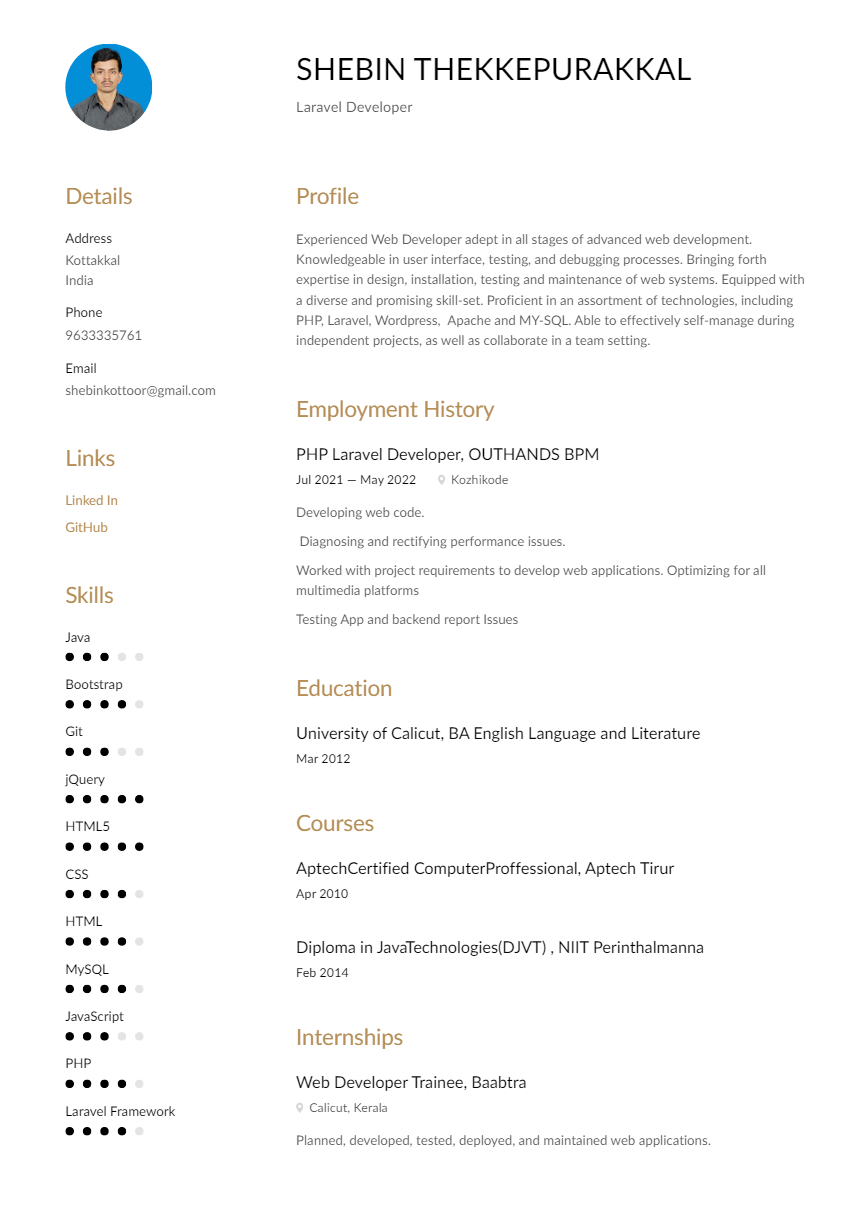 SHEBIN THEKKEPURAKKAL
Laravel Developer
Details
Address
Kottakkal
India
Phone
9633335761
Email
shebinkottoor@gmail.com
Links
Linked In
GitHub
Skills
Java
Bootstrap
Git
jQuery
HTML5
CSS
HTML
MySQL
JavaScript
PHP
Laravel Framework
Profile
Experienced Web Developer adept in all stages of advanced web development.
Knowledgeable in user interface, testing, and debugging processes. Bringing forth
expertise in design, installation, testing and maintenance of web systems. Equipped with
a diverse and promising skill-set. Proficient in an assortment of technologies, including
PHP, Laravel, Wordpress,  Apache and MY-SQL. Able to effectively self-manage during
independent projects, as well as collaborate in a team setting.
Employment History
PHP Laravel Developer, OUTHANDS BPM
Jul 2021 — May 2022 Kozhikode
Developing web code.
Diagnosing and rectifying performance issues.
Worked with project requirements to develop web applications. Optimizing for all
multimedia platforms
Testing App and backend report Issues
Education
University of Calicut, BA English Language and Literature
Mar 2012
Courses
AptechCertified ComputerProffessional, Aptech Tirur
Apr 2010
Diploma in JavaTechnologies(DJVT) , NIIT Perinthalmanna
Feb 2014
Internships
Web Developer Trainee, Baabtra
Calicut, Kerala
Planned, developed, tested, deployed, and maintained web applications.